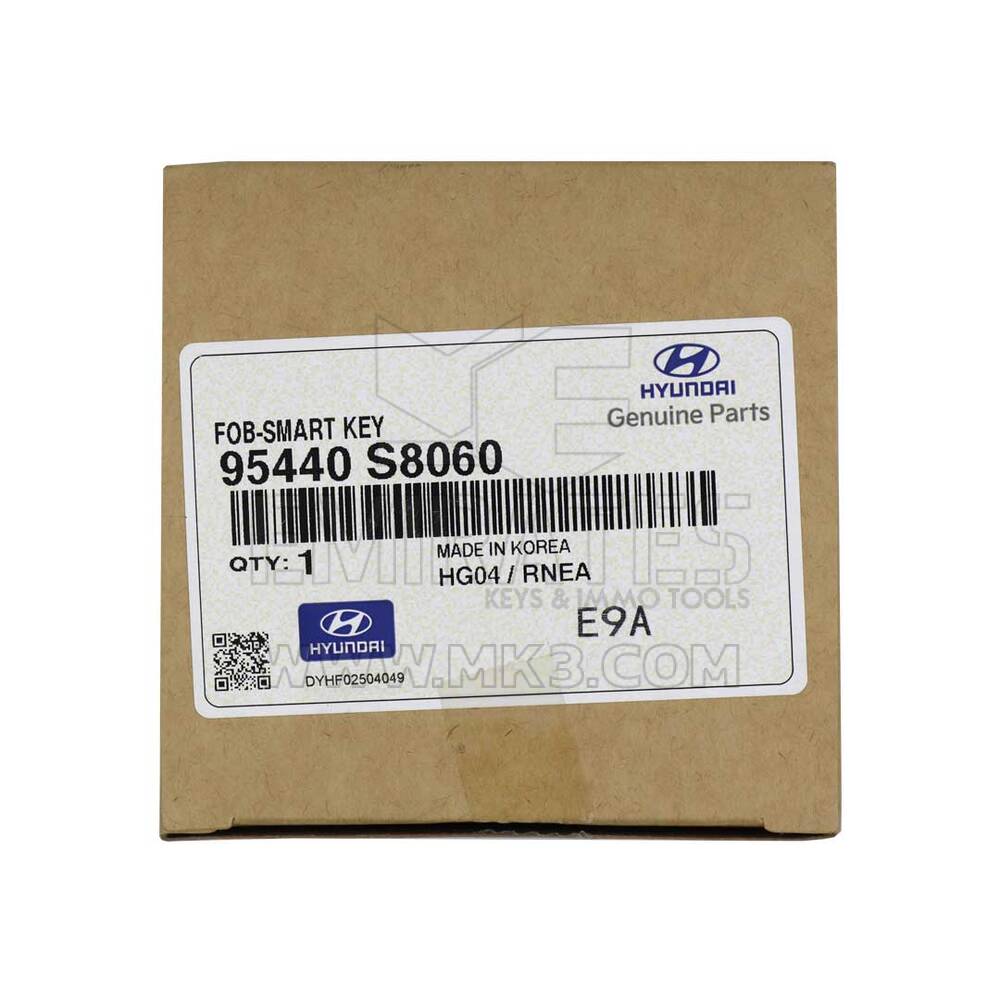 HYUNDAI
Genuine Parts
FOB-SMART KEY
95440 S8060
QTY: 1
MADE IN KOREA
HG04 / RNEA
E9A
HYUNDAI
DYHF02504049
EMIRATES
KEYS & IMMO TOOLS
WWW.MK3.COM